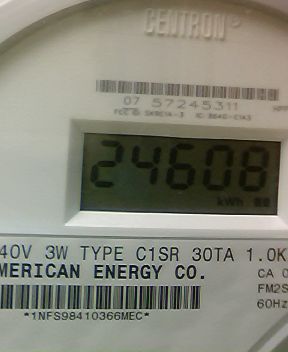 CENTRON
07 57245311
24608
kWh
40V 3W TYPE C1SR 30TA 1.0K
MERICAN ENERGY CO.
CA 0
FM2S
60Hz
*1NFS98410366MEC*